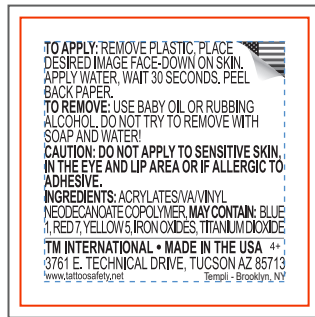 TO APPLY: REMOVE PLASTIC, PLACE
DESIRED IMAGE FACE-DOWN ON SKIN.
APPLY WATER, WAIT 30 SECONDS. PEEL
BACK PAPER.
TO REMOVE: USE BABY OIL OR RUBBING
ALCOHOL. DO NOT TRY TO REMOVE WITH
SOAP AND WATER!
CAUTION: DO NOT APPLY TO SENSITIVE SKIN,
IN THE EYE AND LIP AREA OR IF ALLERGIC TO
ADHESIVE.
INGREDIENTS: ACRYLATES/VA/VINYL
NEODECANOATE COPOLYMER, MAY CONTAIN: BLUE
1, RED 7, YELLOW 5, IRON OXIDES, TITANIUM DIOXIDE
TM INTERNATIONAL • MADE IN THE USA 4+
3761 E. TECHNICAL DRIVE, TUCSON AZ 85713
www.tattoosafety.net Templi - Brooklyn, NY